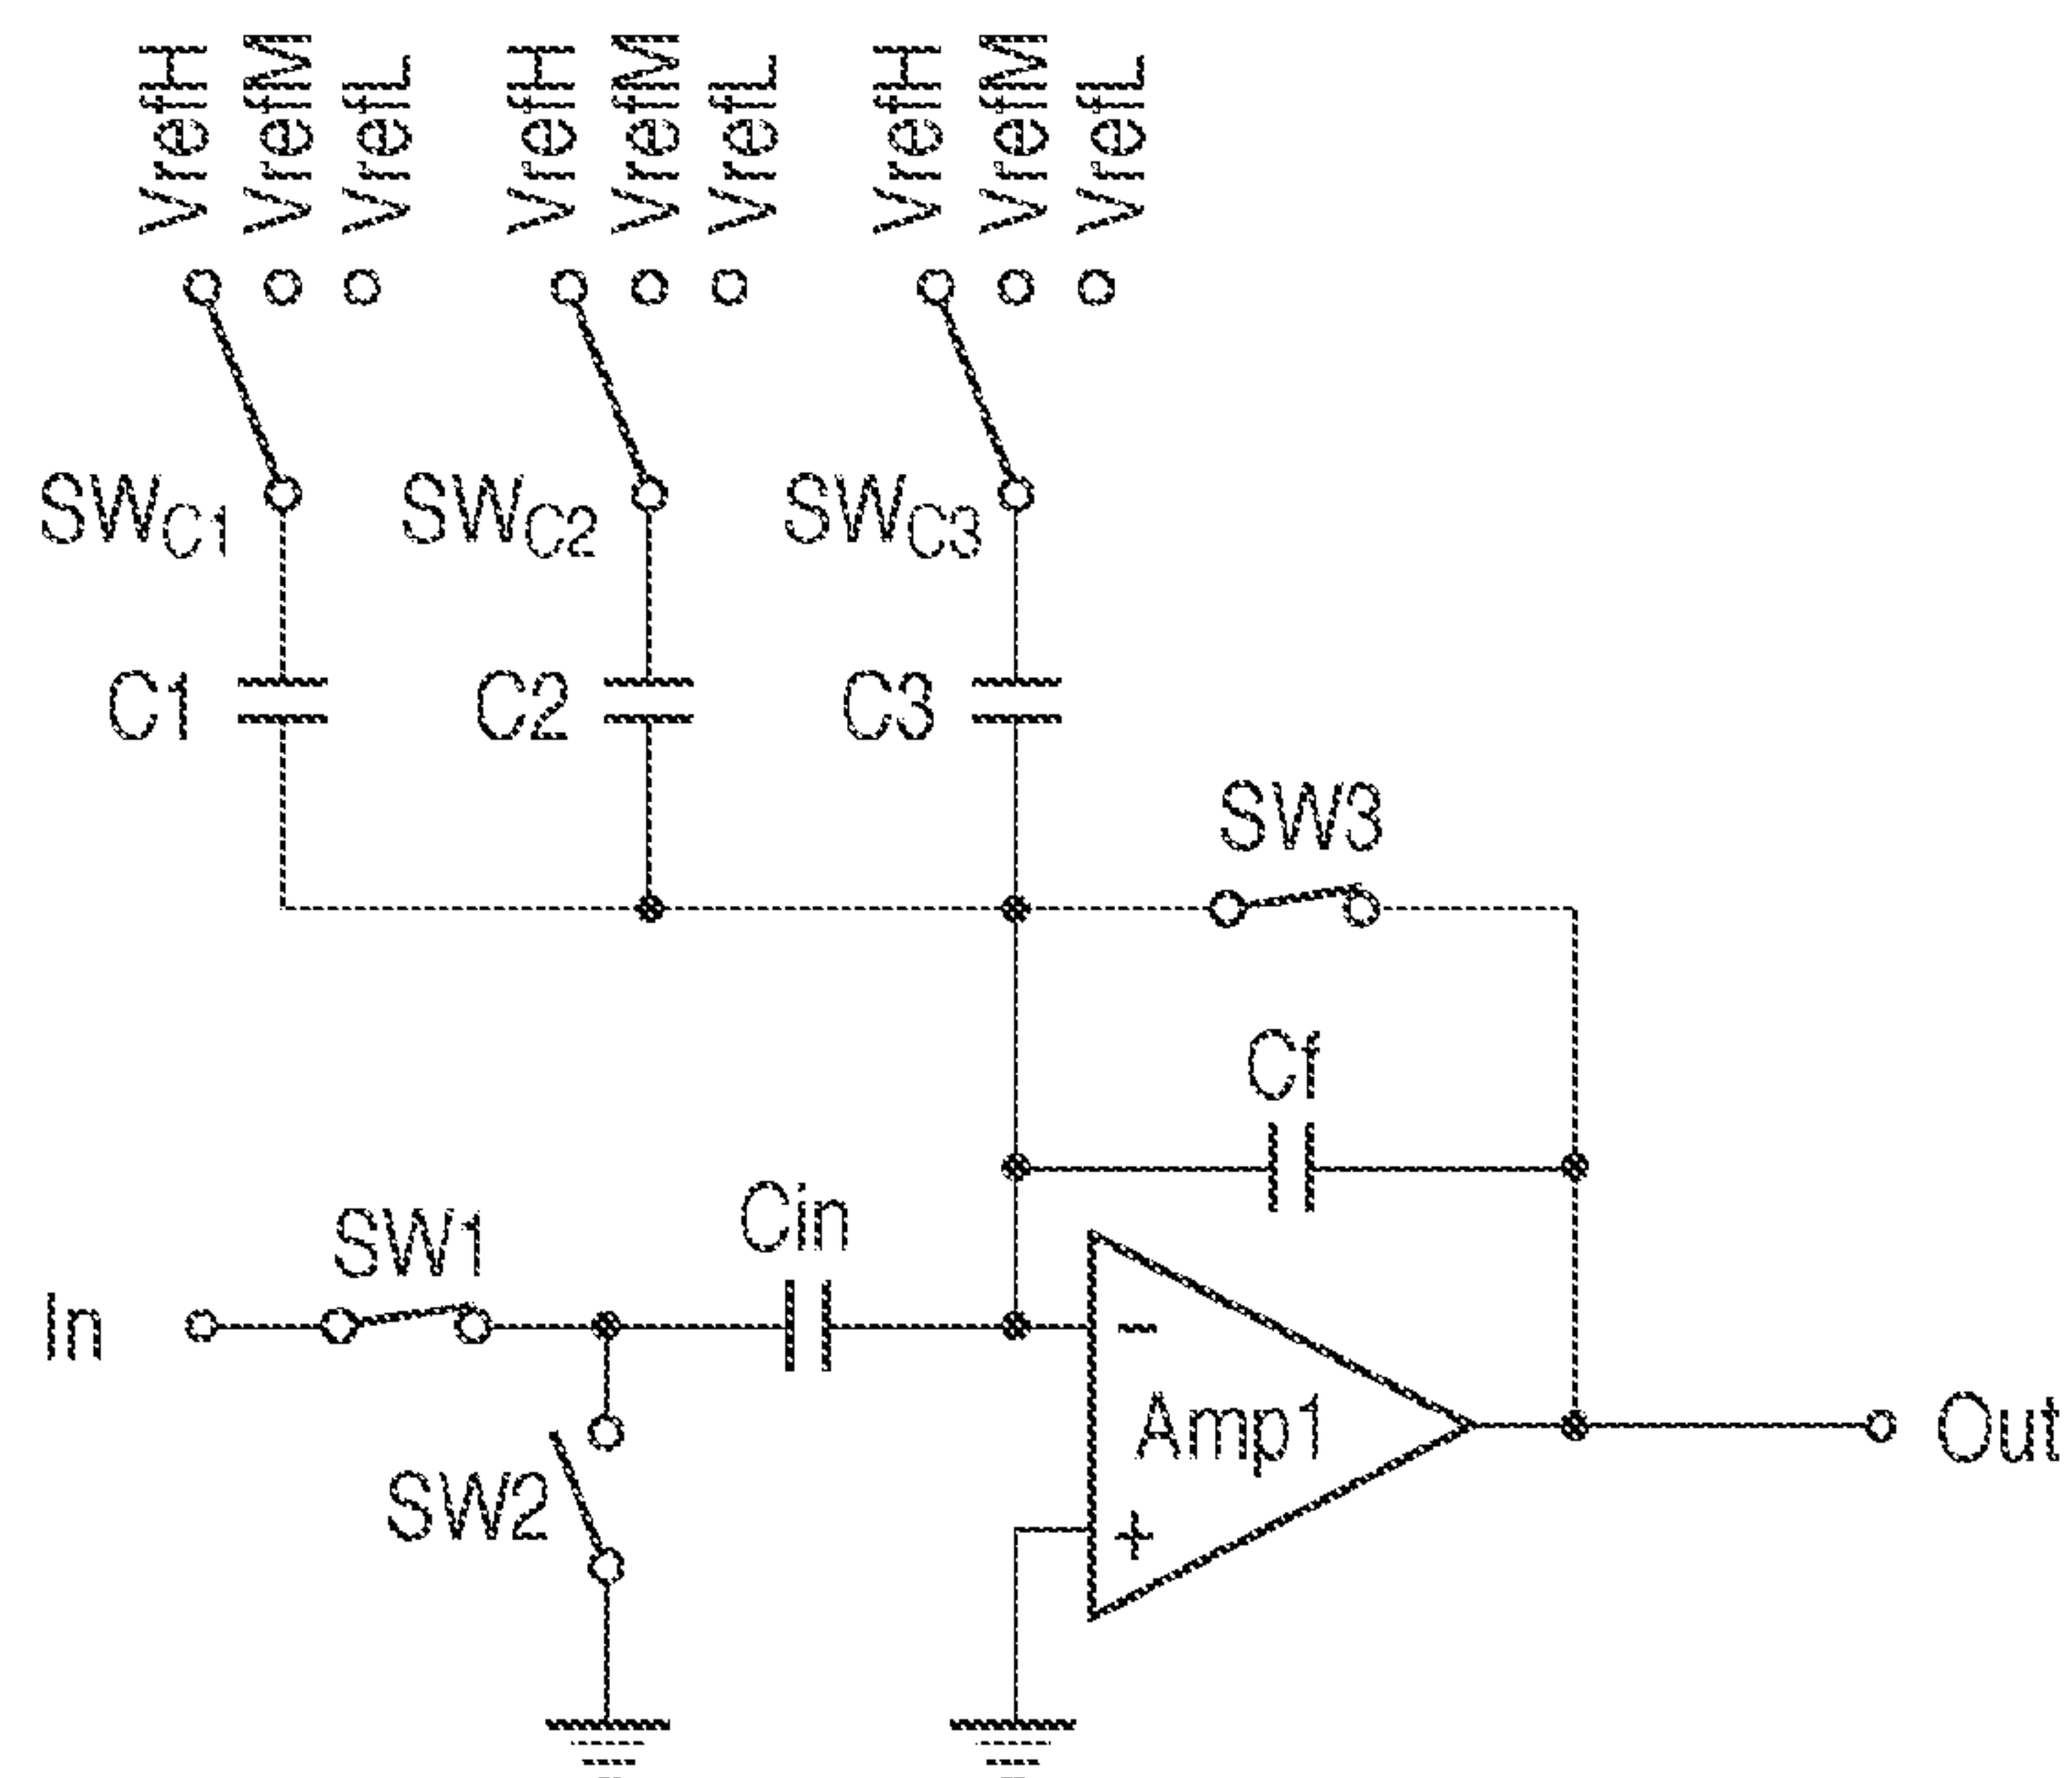 VrefH
VrefM
VrefL
VrefH
VrefM
VrefL
VrefH
VrefM
VrefL
SWC1
SWC2
SWC3
C1
C2
C3
SW3
Cf
Cin
SW1
In
-
Amp1
Out
SW2
+